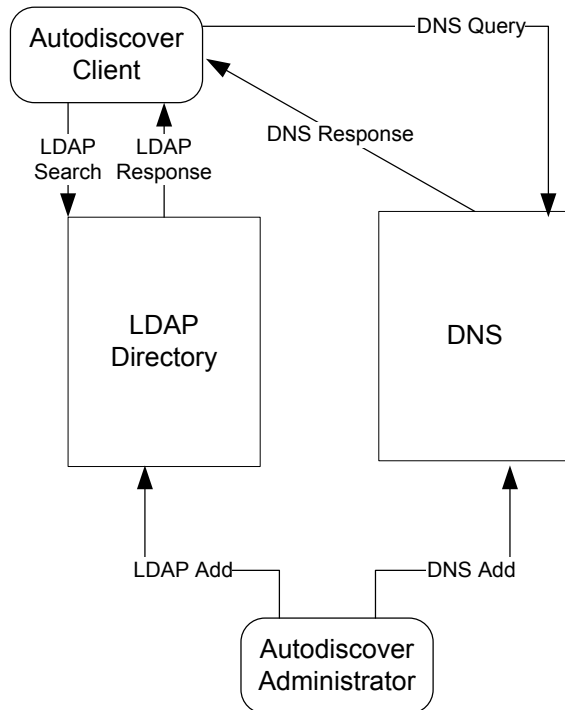 Autodiscover
Client
DNS Query
DNS Response
LDAP
Search
LDAP
Response
LDAP
Directory
DNS
LDAP Add
DNS Add
Autodiscover
Administrator